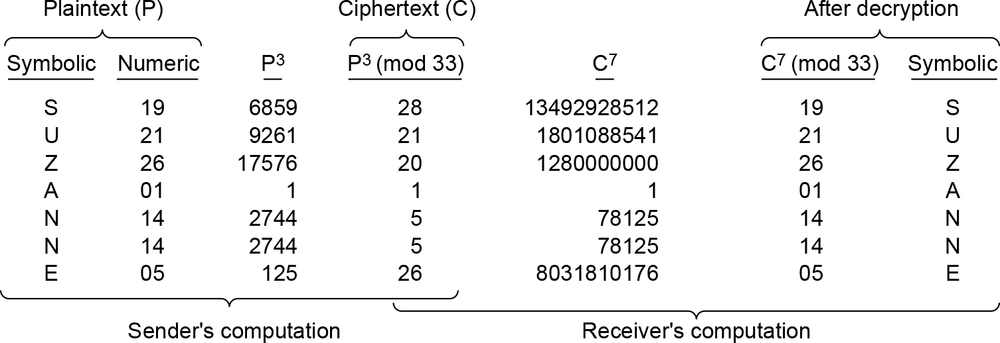 Plaintext (P) Ciphertext (C) After decryption
Symbolic Numeric P³ P³ (mod 33) C⁷ C⁷ (mod 33) Symbolic
S 19 6859 28 13492928512 19 S
U 21 9261 21 1801088541 21 U
Z 26 17576 20 1280000000 26 Z
A 01 1 1 1 01 A
N 14 2744 5 78125 14 N
N 14 2744 5 78125 14 N
E 05 125 26 8031810176 05 E
Sender's computation Receiver's computation